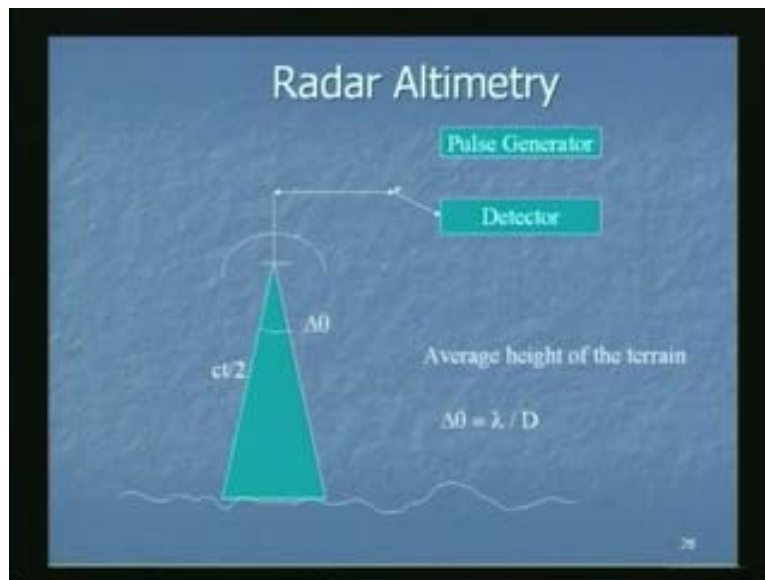 Radar Altimetry
Pulse Generator
Detector
Δθ
ct/2
Average height of the terrain
Δθ = λ / D